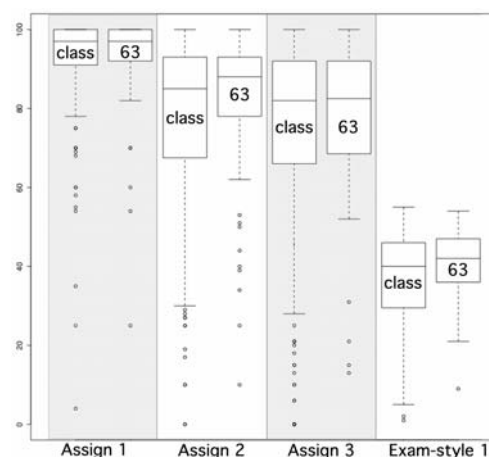 100
80
60
40
20
0
class 63
class 63
class 63
class 63
Assign 1 Assign 2 Assign 3 Exam-style 1